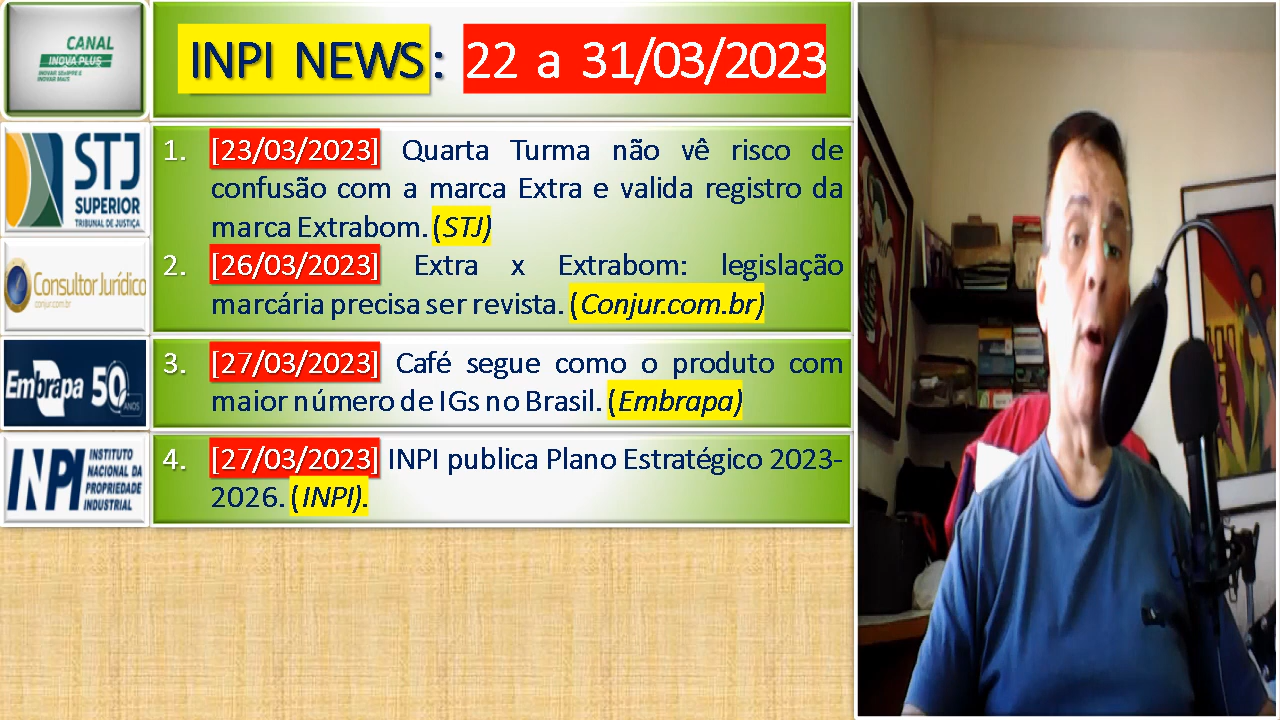 CANAL
INOVA PLUS
INOVAR SEMPRE E
INOVAR MAIS
INPI NEWS: 22 a 31/03/2023
STJ
SUPERIOR
TRIBUNAL DE JUSTIÇA
1. [23/03/2023] Quarta Turma não vê risco de
confusão com a marca Extra e valida registro da
marca Extrabom. (STJ)
Consultor Jurídico
conjur.com.br
2. [26/03/2023] Extra x Extrabom: legislação
marcária precisa ser revista. (Conjur.com.br)
Embrapa 50
ANOS
3. [27/03/2023] Café segue como o produto com
maior número de IGs no Brasil. (Embrapa)
INPI
INSTITUTO
NACIONAL DA
PROPRIEDADE
INDUSTRIAL
4. [27/03/2023] INPI publica Plano Estratégico 2023-
2026. (INPI).